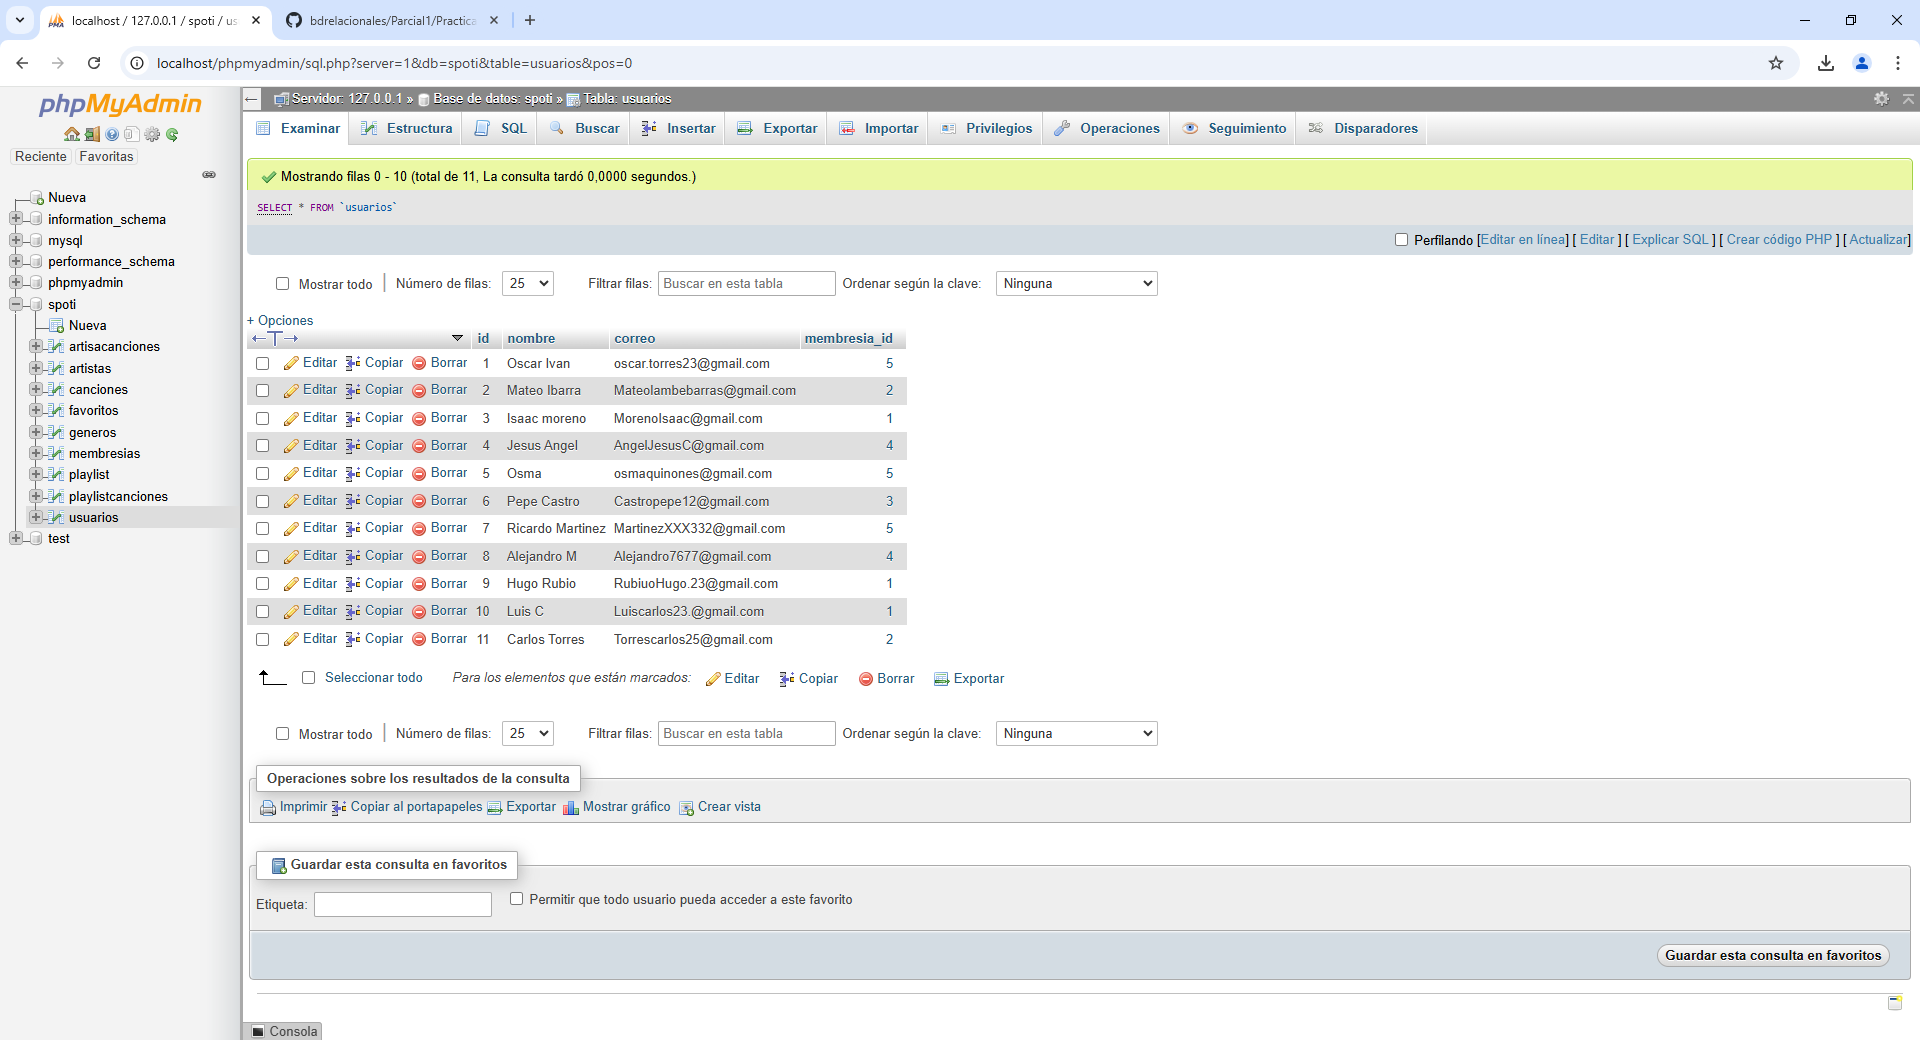 localhost / 127.0.0.1 / spoti / us
bdrelacionales/Parcial1/Practica
localhost/phpmyadmin/sql.php?server=1&db=spoti&table=usuarios&pos=0
phpMyAdmin
Reciente Favoritas
Nueva
information_schema
mysql
performance_schema
phpmyadmin
spoti
Nueva
artisacanciones
artistas
canciones
favoritos
generos
membresias
playlist
playlistcanciones
usuarios
test
Servidor: 127.0.0.1 » Base de datos: spoti » Tabla: usuarios
Examinar Estructura SQL Buscar Insertar Exportar Importar Privilegios Operaciones Seguimiento Disparadores
Mostrando filas 0 - 10 (total de 11, La consulta tardó 0,0000 segundos.)
SELECT * FROM `usuarios`
Perfilando [Editar en línea] [ Editar ] [ Explicar SQL ] [ Crear código PHP ] [ Actualizar]
Mostrar todo | Número de filas: 25 Filtrar filas: Buscar en esta tabla Ordenar según la clave: Ninguna
+ Opciones
←T→ id nombre correo membresia_id
Editar Copiar Borrar 1 Oscar Ivan oscar.torres23@gmail.com 5
Editar Copiar Borrar 2 Mateo Ibarra Mateolambebarras@gmail.com 2
Editar Copiar Borrar 3 Isaac moreno MorenoIsaac@gmail.com 1
Editar Copiar Borrar 4 Jesus Angel AngelJesusC@gmail.com 4
Editar Copiar Borrar 5 Osma osmaquinones@gmail.com 5
Editar Copiar Borrar 6 Pepe Castro Castropepe12@gmail.com 3
Editar Copiar Borrar 7 Ricardo Martinez MartinezXXX332@gmail.com 5
Editar Copiar Borrar 8 Alejandro M Alejandro7677@gmail.com 4
Editar Copiar Borrar 9 Hugo Rubio RubiuoHugo.23@gmail.com 1
Editar Copiar Borrar 10 Luis C Luiscarlos23.@gmail.com 1
Editar Copiar Borrar 11 Carlos Torres Torrescarlos25@gmail.com 2
Seleccionar todo Para los elementos que están marcados: Editar Copiar Borrar Exportar
Mostrar todo | Número de filas: 25 Filtrar filas: Buscar en esta tabla Ordenar según la clave: Ninguna
Operaciones sobre los resultados de la consulta
Imprimir Copiar al portapapeles Exportar Mostrar gráfico Crear vista
Guardar esta consulta en favoritos
Etiqueta: Permitir que todo usuario pueda acceder a este favorito
Guardar esta consulta en favoritos
Consola